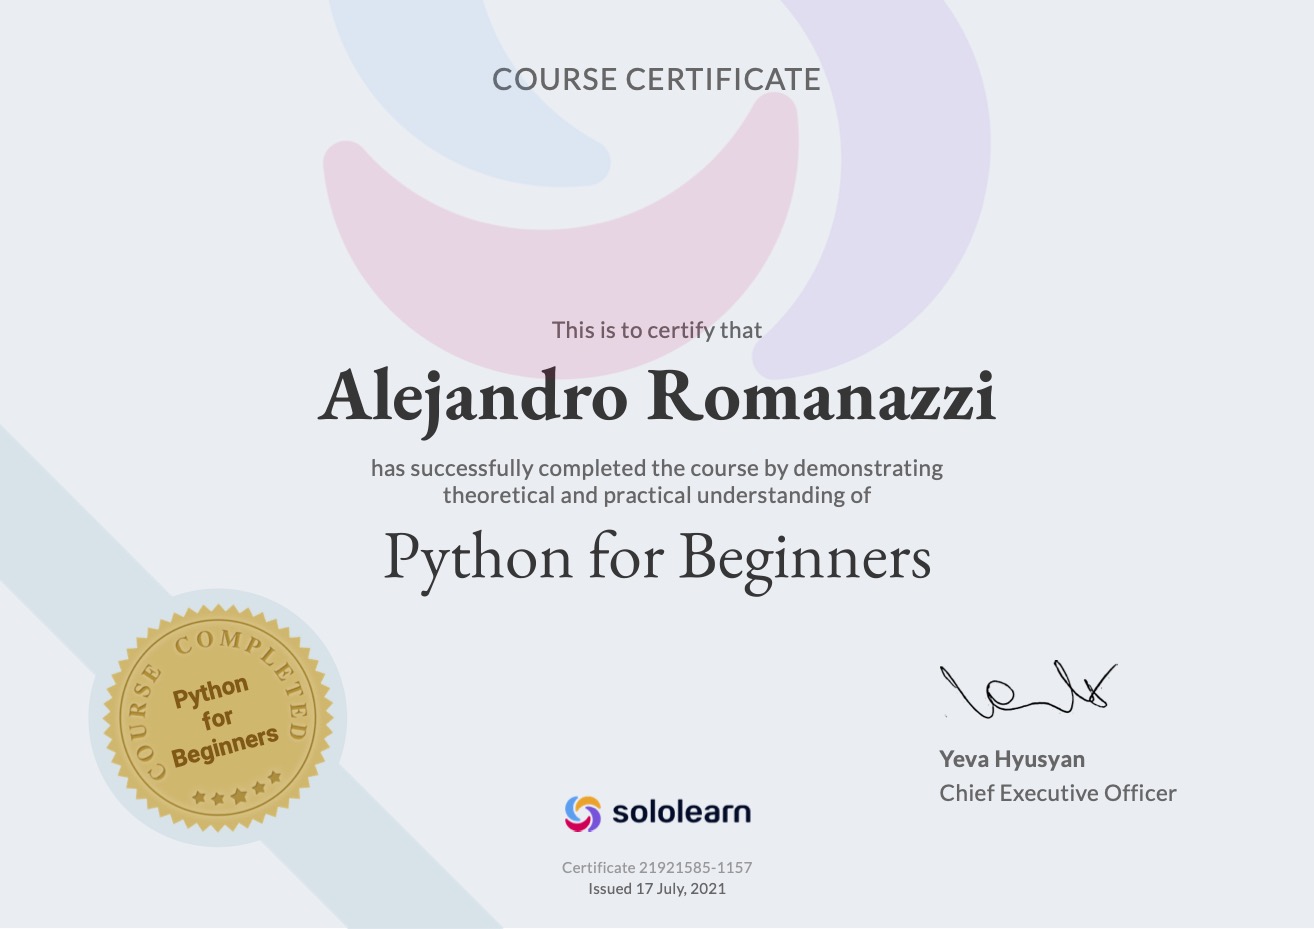 COURSE CERTIFICATE
This is to certify that
Alejandro Romanazzi
has successfully completed the course by demonstrating
theoretical and practical understanding of
Python for Beginners
COURSE COMPLETED
Python
for
Beginners
Yeva Hyusyan
Chief Executive Officer
sololearn
Certificate 21921585-1157
Issued 17 July, 2021